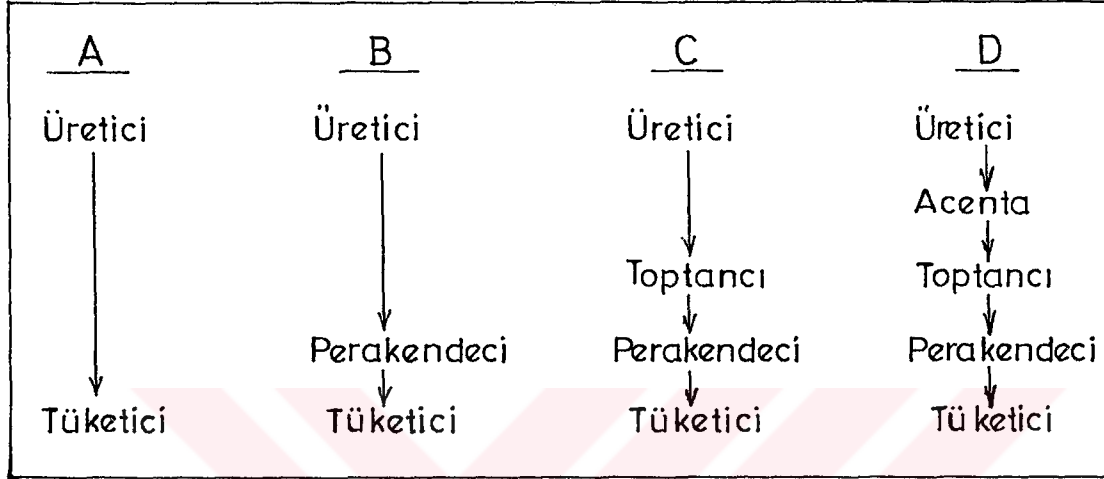 A B C D
Üretici Üretici Üretici Üretici
Acenta
Toptancı Toptancı
Perakendeci Perakendeci Perakendeci
Tüketici Tüketici Tüketici Tüketici